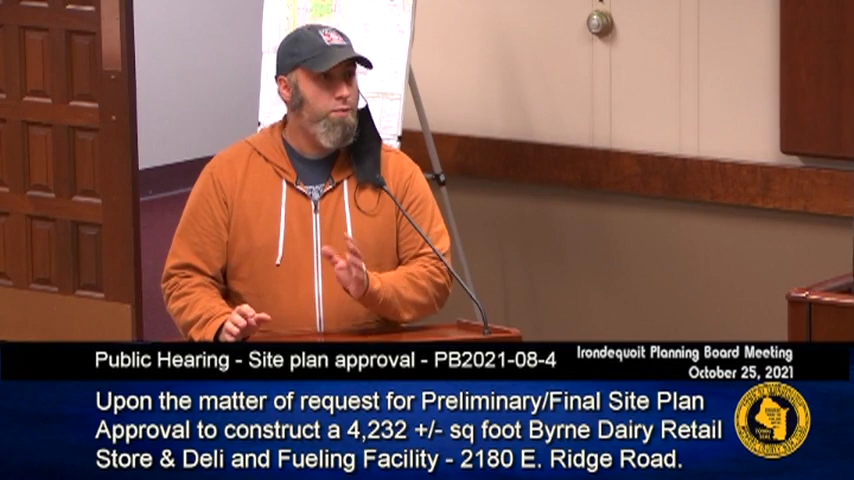 Public Hearing - Site plan approval - PB2021-08-4
Irondequoit Planning Board Meeting
October 25, 2021
Upon the matter of request for Preliminary/Final Site Plan
Approval to construct a 4,232 +/- sq foot Byrne Dairy Retail
Store & Deli and Fueling Facility - 2180 E. Ridge Road.